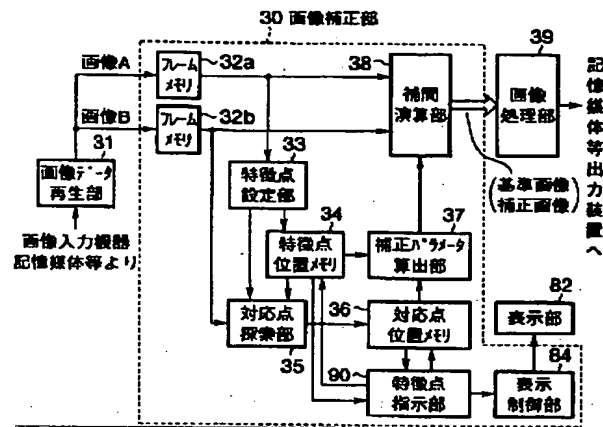 30 画像補正部
画像A
フレーム
メモリ
32a
38
補間
演算部
39
画像
処理部
記憶媒体等出力装置へ
画像B
フレーム
メモリ
32b
31
画像データ
再生部
画像入力機器
記憶媒体等より
33
特徴点
設定部
(基準画像
補正画像)
34
特徴点
位置メモリ
37
補正パラメータ
算出部
対応点
探索部
35
36
対応点
位置メモリ
82
表示部
90
特徴点
指示部
84
表示
制御部